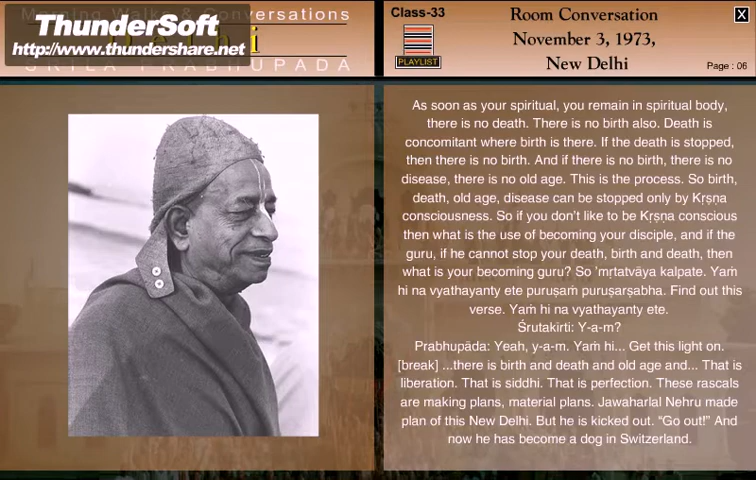 Morning Walks & Conversations
ThunderSoft
http://www.thundershare.net
SRILA PRABHUPADA
Class-33
PLAYLIST
Room Conversation
November 3, 1973,
New Delhi
X
Page : 06
As soon as your spiritual, you remain in spiritual body,
there is no death. There is no birth also. Death is
concomitant where birth is there. If the death is stopped,
then there is no birth. And if there is no birth, there is no
disease, there is no old age. This is the process. So birth,
death, old age, disease can be stopped only by Kṛṣṇa
consciousness. So if you don't like to be Kṛṣṇa conscious
then what is the use of becoming your disciple, and if the
guru, if he cannot stop your death, birth and death, then
what is your becoming guru? So 'mṛtatvāya kalpate. Yaṁ
hi na vyathayanty ete puruṣaṁ puruṣarṣabha. Find out this
verse. Yaṁ hi na vyathayanty ete.
Śrutakirti: Y-a-m?
Prabhupāda: Yeah, y-a-m. Yaṁ hi... Get this light on.
[break] ...there is birth and death and old age and... That is
liberation. That is siddhi. That is perfection. These rascals
are making plans, material plans. Jawaharlal Nehru made
plan of this New Delhi. But he is kicked out. “Go out!” And
now he has become a dog in Switzerland.